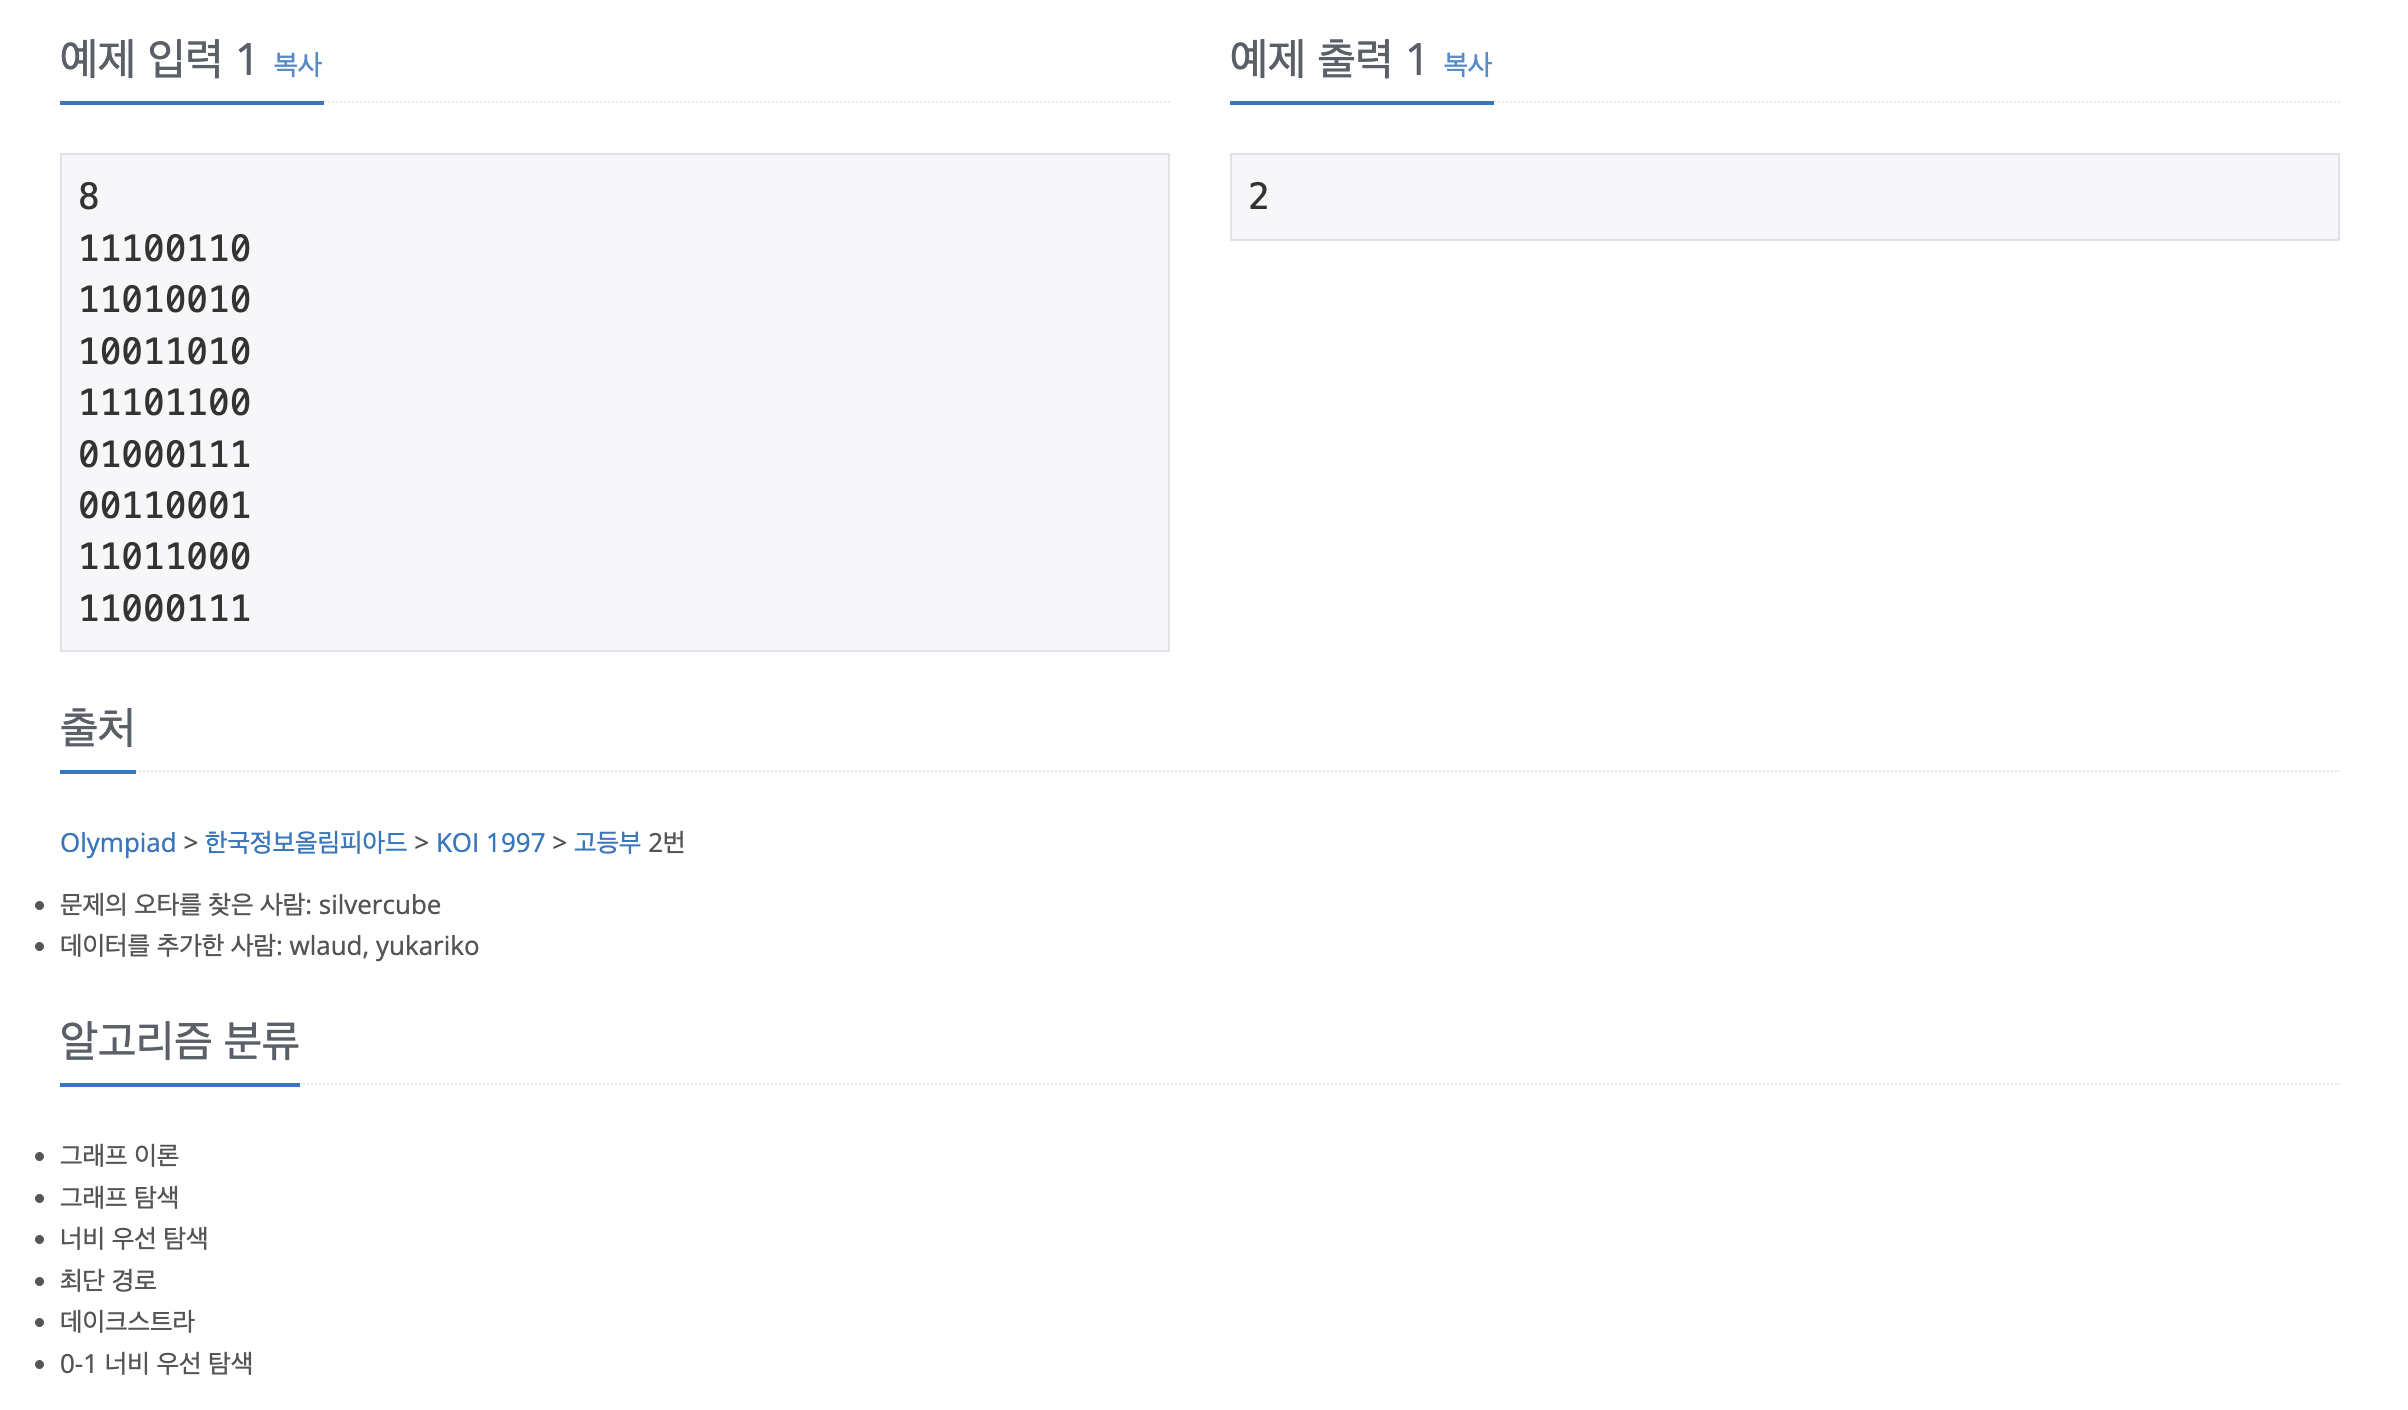 예제 입력 1 복사
8
11100110
11010010
10011010
11101100
01000111
00110001
11011000
11000111
예제 출력 1 복사
2
출처
Olympiad > 한국정보올림피아드 > KOI 1997 > 고등부 2번
문제의 오타를 찾은 사람: silvercube
데이터를 추가한 사람: wlaud, yukariko
알고리즘 분류
그래프 이론
그래프 탐색
너비 우선 탐색
최단 경로
데이크스트라
0-1 너비 우선 탐색